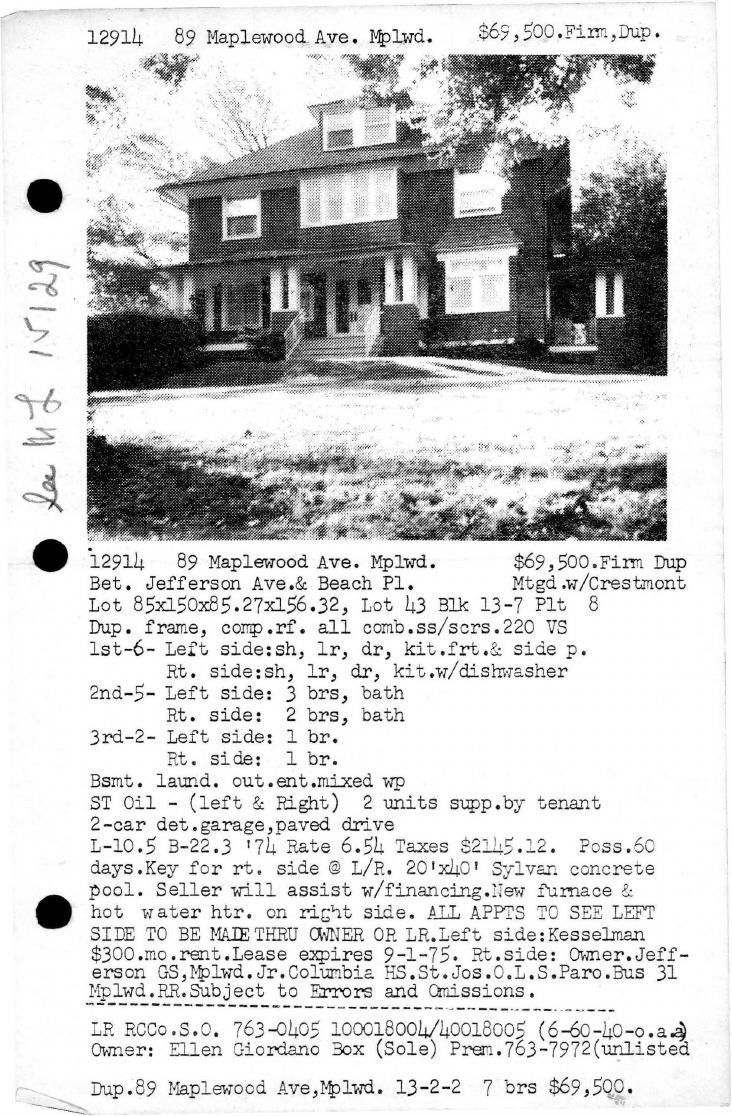 12914   89 Maplewood Ave. Mplwd.   $69,500.Firm,Dup.
see ML 15129
12914   89 Maplewood Ave. Mplwd.   $69,500.Firm Dup
Bet. Jefferson Ave.& Beach Pl.   Mtgd.w/Crestmont
Lot 85x150x85.27x156.32, Lot 43 Blk 13-7 Plt  8
Dup. frame, comp.rf. all comb.ss/scrs.220 VS
1st-6- Left side:sh, lr, dr, kit.frt.& side p.
Rt. side:sh, lr, dr, kit.w/dishwasher
2nd-5- Left side: 3 brs, bath
Rt. side:  2 brs, bath
3rd-2- Left side: 1 br.
Rt. side:  1 br.
Bsmt. laund. out.ent.mixed wp
ST Oil - (left & Right)  2 units supp.by tenant
2-car det.garage,paved drive
L-10.5 B-22.3 '74 Rate 6.54 Taxes $2145.12.  Poss.60
days.Key for rt. side @ L/R. 20'x40' Sylvan concrete
pool. Seller will assist w/financing.New furnace &
hot water htr. on right side. ALL APPTS TO SEE LEFT
SIDE TO BE MADE THRU OWNER OR LR.Left side:Kesselman
$300.mo.rent.Lease expires 9-1-75. Rt.side: Owner.Jeff-
erson GS,Mplwd.Jr.Columbia HS.St.Jos.O.L.S.Paro.Bus 31
Mplwd.RR.Subject to Errors and Omissions.
LR RCCo.S.O. 763-0405 100018004/40018005 (6-60-40-o.a.a)
Owner: Ellen Giordano Box (Sole) Prem.763-7972(unlisted
Dup.89 Maplewood Ave,Mplwd. 13-2-2  7 brs $69,500.